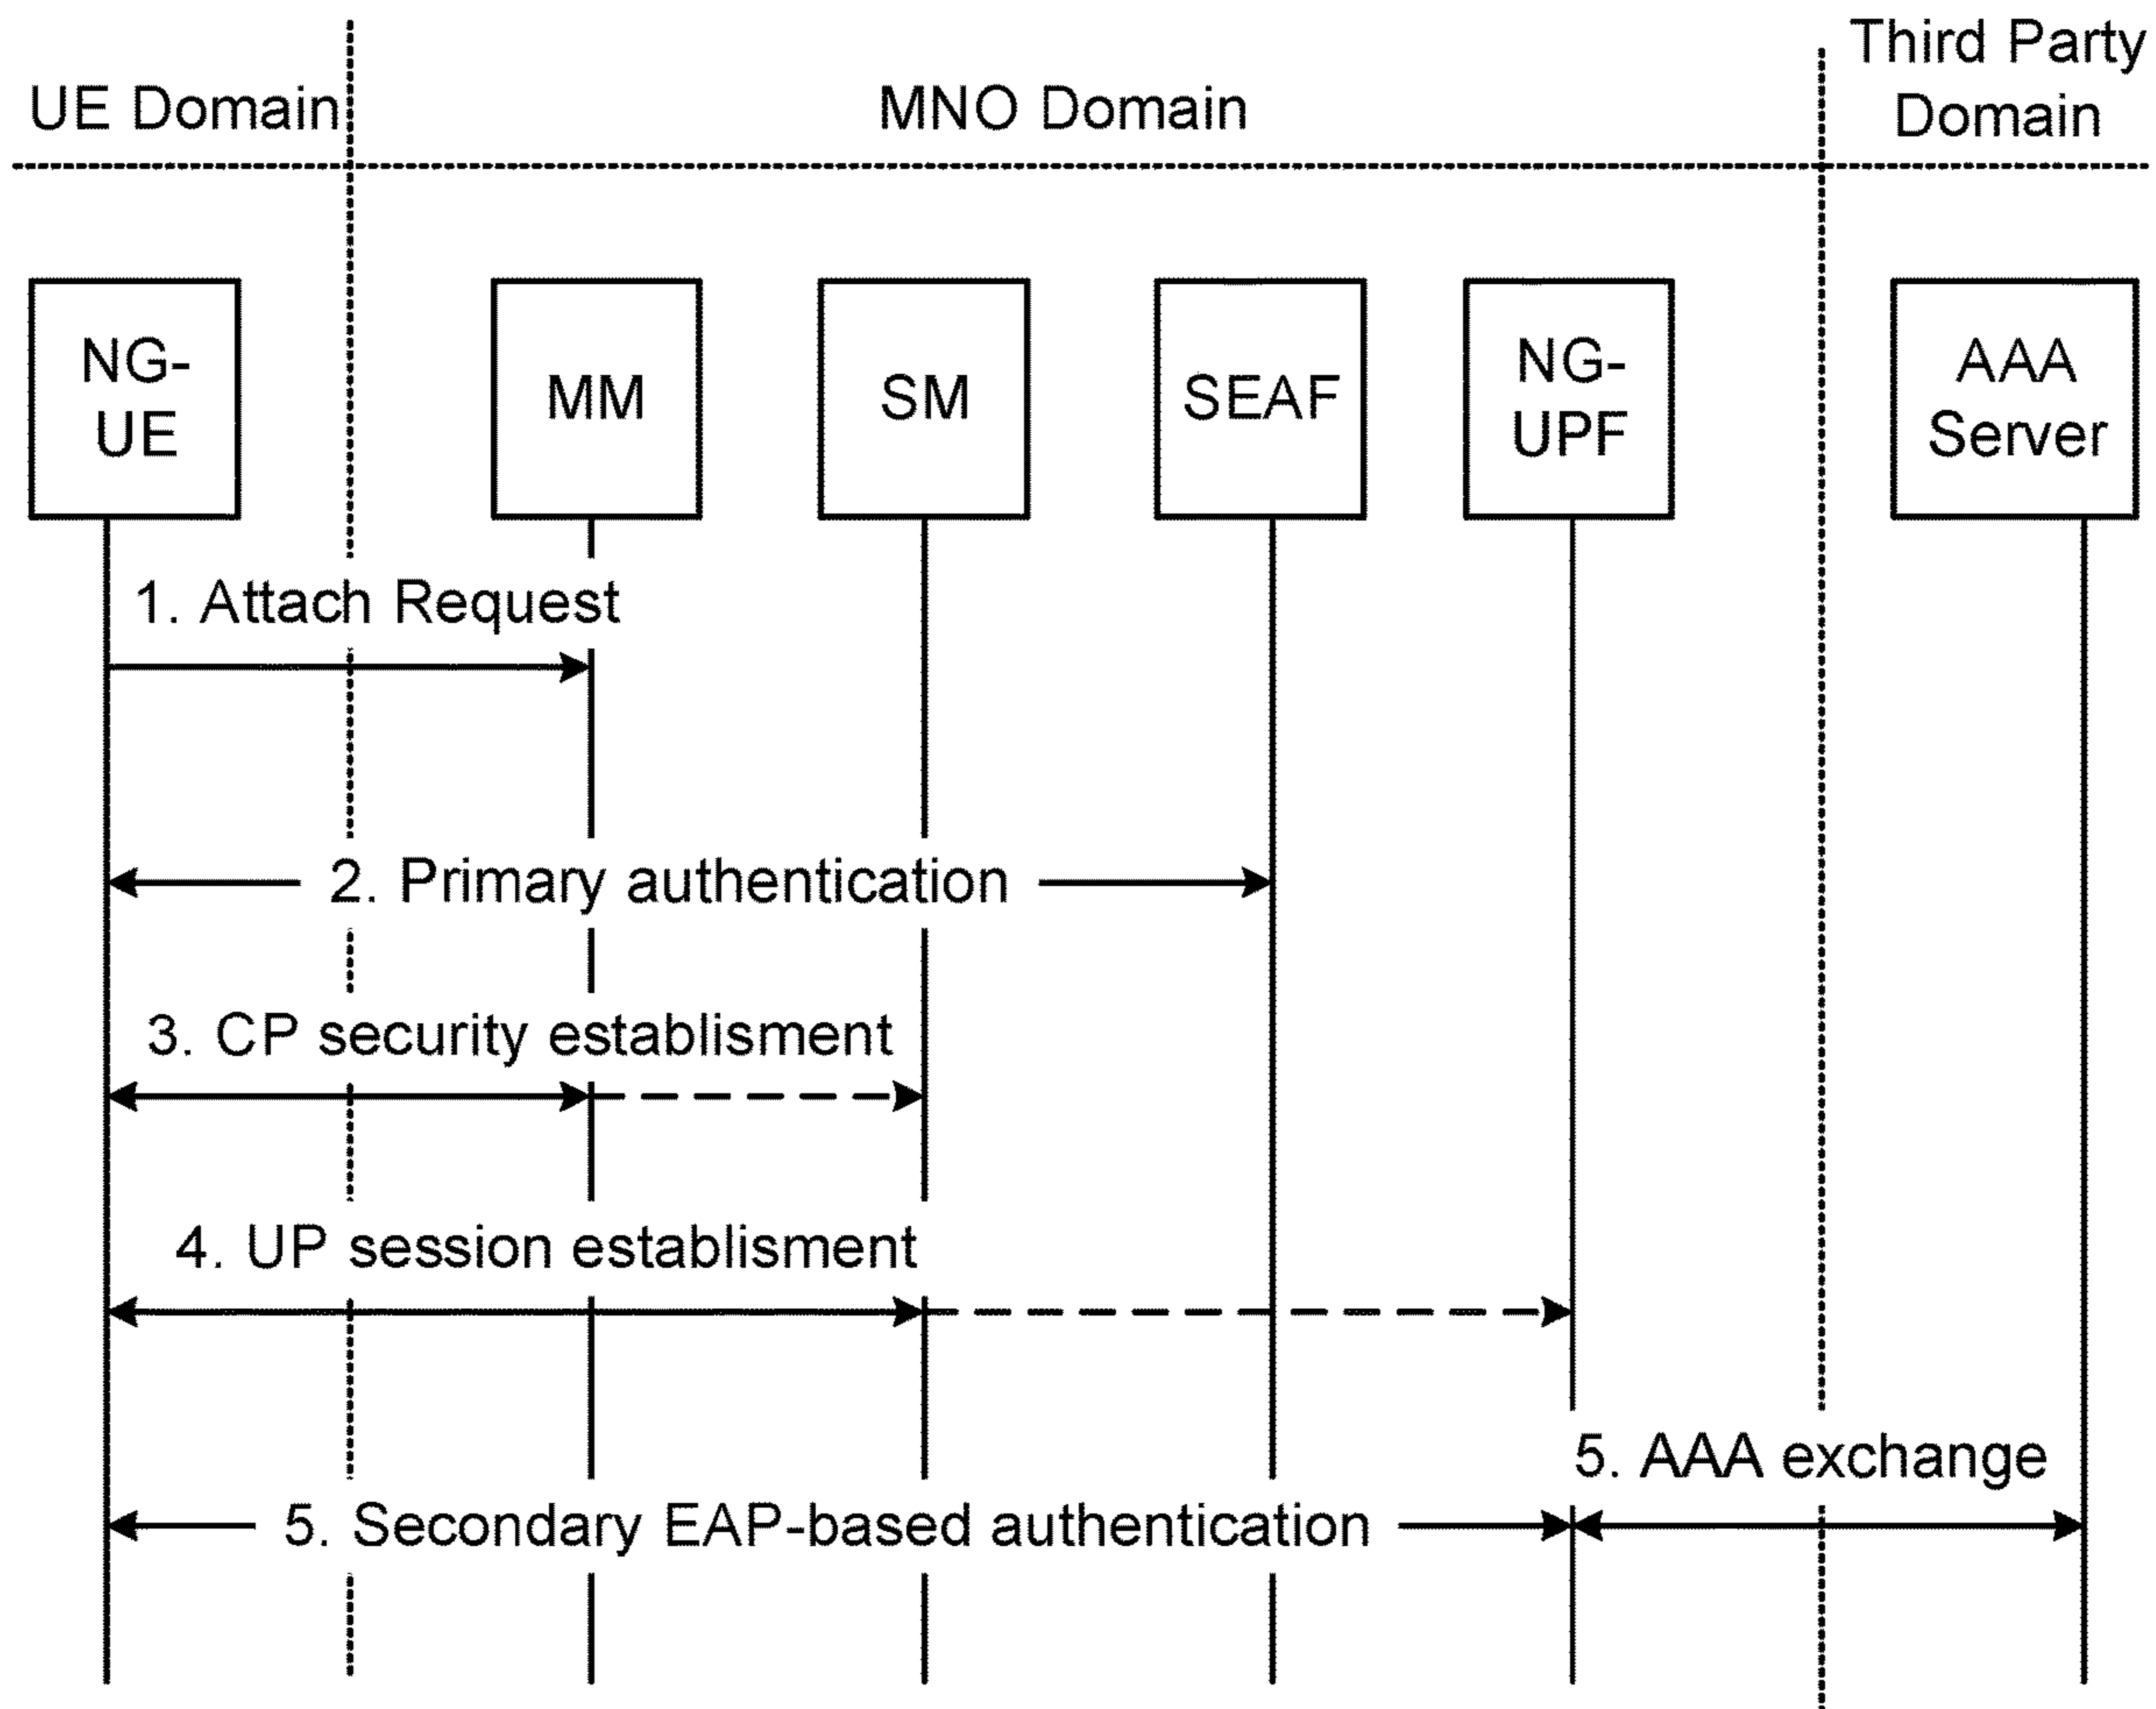 UE Domain
MNO Domain
Third Party
Domain
NG-
UE
MM
SM
SEAF
NG-
UPF
AAA
Server
1. Attach Request
2. Primary authentication
3. CP security establisment
4. UP session establisment
5. AAA exchange
5. Secondary EAP-based authentication